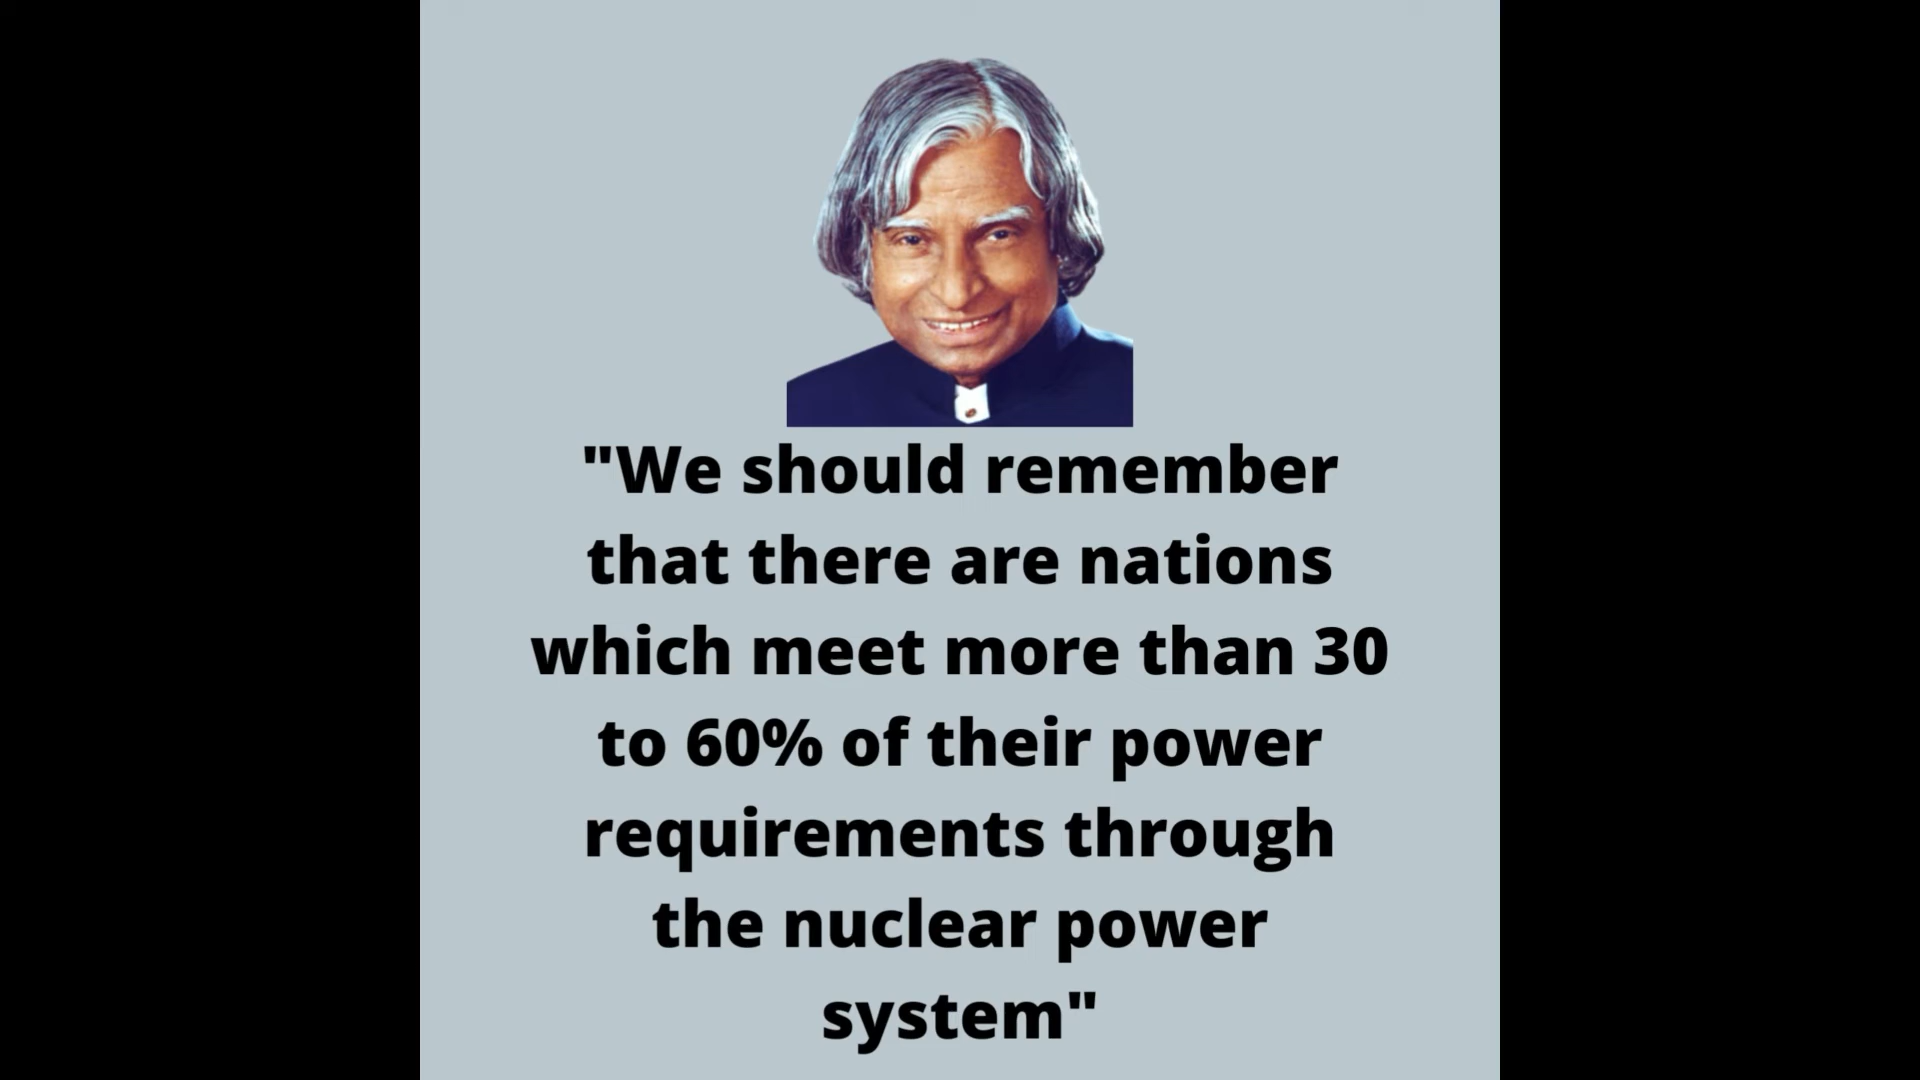 "We should remember
that there are nations
which meet more than 30
to 60% of their power
requirements through
the nuclear power
system"